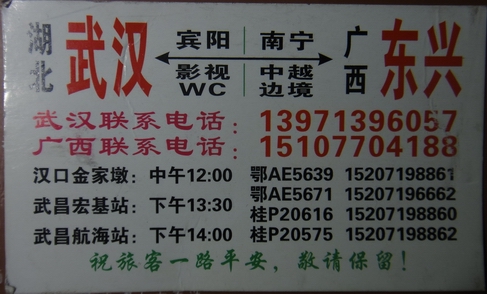 湖北 武汉 宾阳 南宁 广西 东兴
影视 中越
WC 边境
武汉联系电话：13971396057
广西联系电话：15107704188
汉口金家墩：中午12:00 鄂AE5639 15207198861
鄂AE5671 15207196662
武昌宏基站：下午13:30 桂P20616 15207198860
武昌航海站：下午14:00 桂P20575 15207198862
祝旅客一路平安，敬请保留！